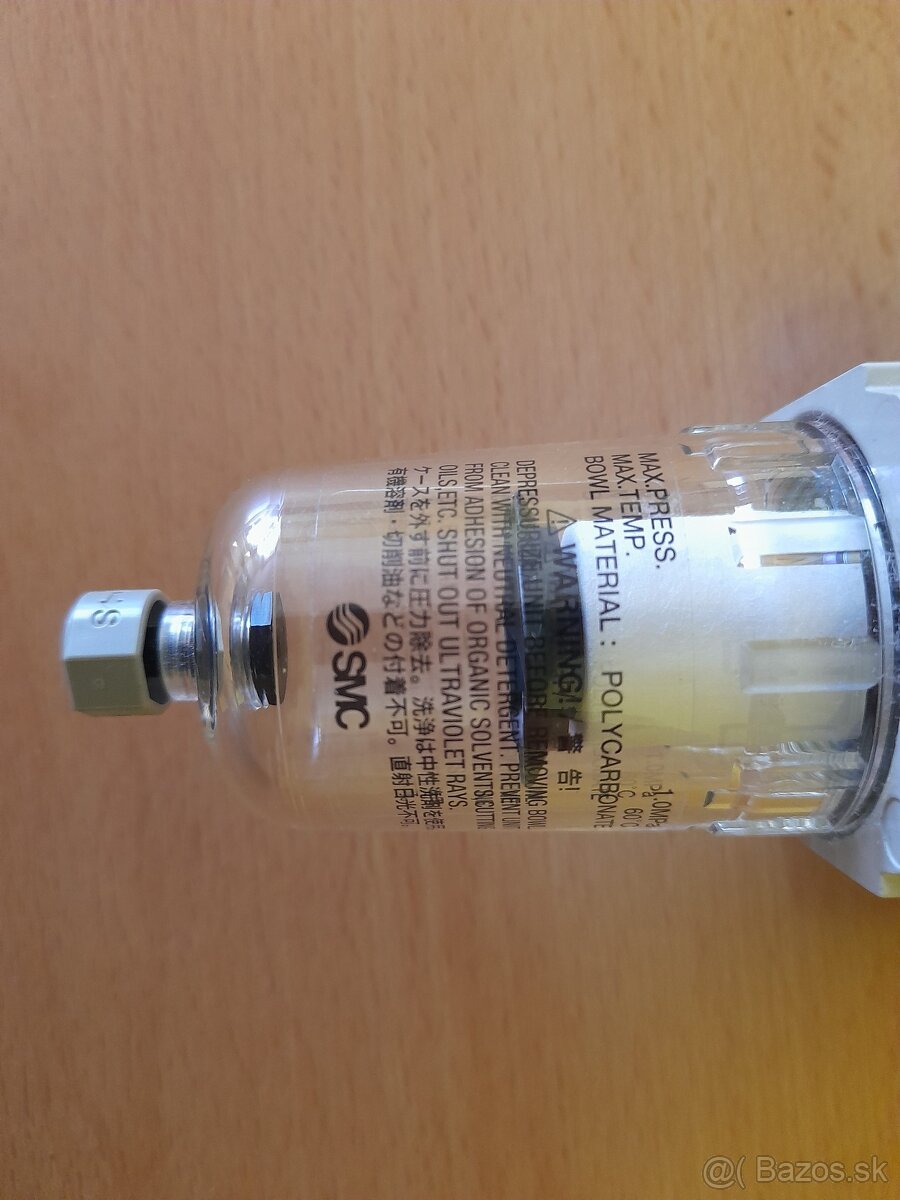 MAX.PRESS. 1.0MPa
MAX.TEMP. 60℃
BOWL MATERIAL : POLYCARBONATE
⚠ WARNING! 警告!
DEPRESSURIZE UNIT BEFORE REMOVING BOWL
CLEAN WITH NEUTRAL DETERGENT. PREVENT UNIT
FROM ADHESION OF ORGANIC SOLVENTS,CUTTING
OILS,ETC. SHUT OUT ULTRAVIOLET RAYS.
ケースを外す前に圧力除去。洗浄は中性洗剤を使用
有機溶剤・切削油などの付着不可。直射日光不可
SMC
S
@( Bazos.sk